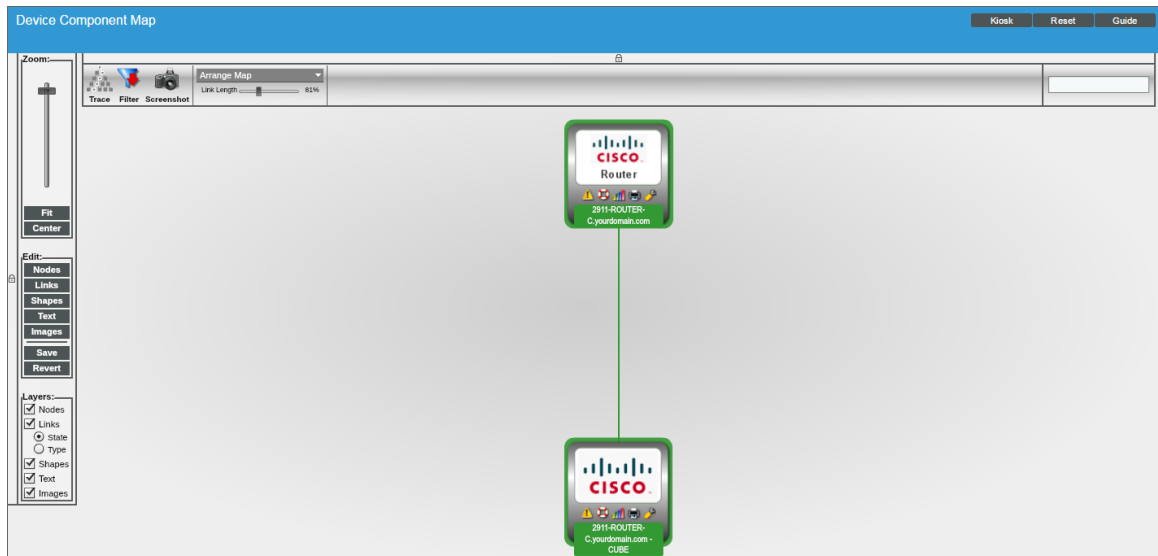 Device Component Map
Kiosk
Reset
Guide
Zoom:
Fit
Center
Edit:
Nodes
Links
Shapes
Text
Images
Save
Revert
Layers:
Nodes
Links
State
Type
Shapes
Text
Images
Trace
Filter
Screenshot
Arrange Map
Link Length
81%
CISCO
Router
2911-ROUTER-
C.yourdomain.com
CISCO
2911-ROUTER-
C.yourdomain.com -
CUBE